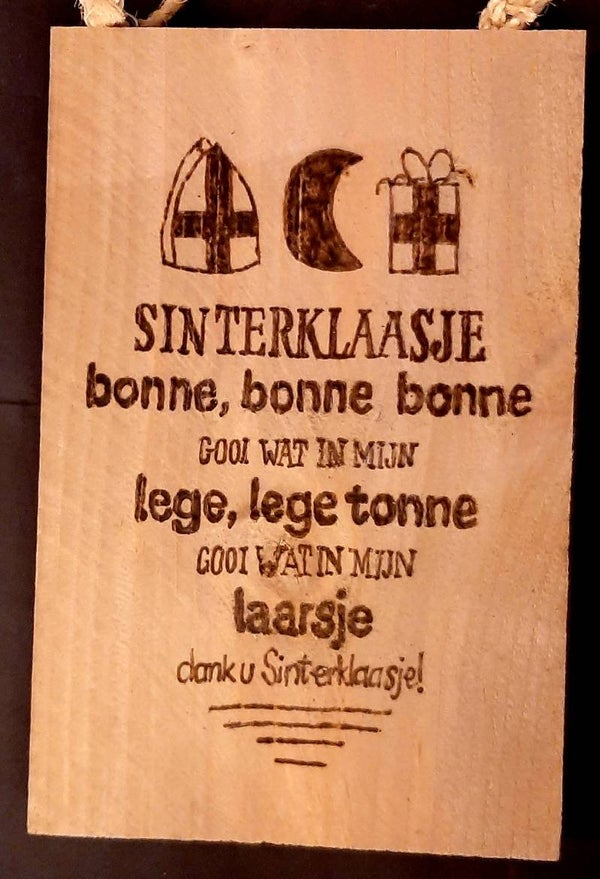 SINTERKLAASJE
bonne, bonne bonne
GOOI WAT IN MIJN
lege, lege tonne
GOOI WAT IN MIJN
laarsje
dank u Sinterklaasje!